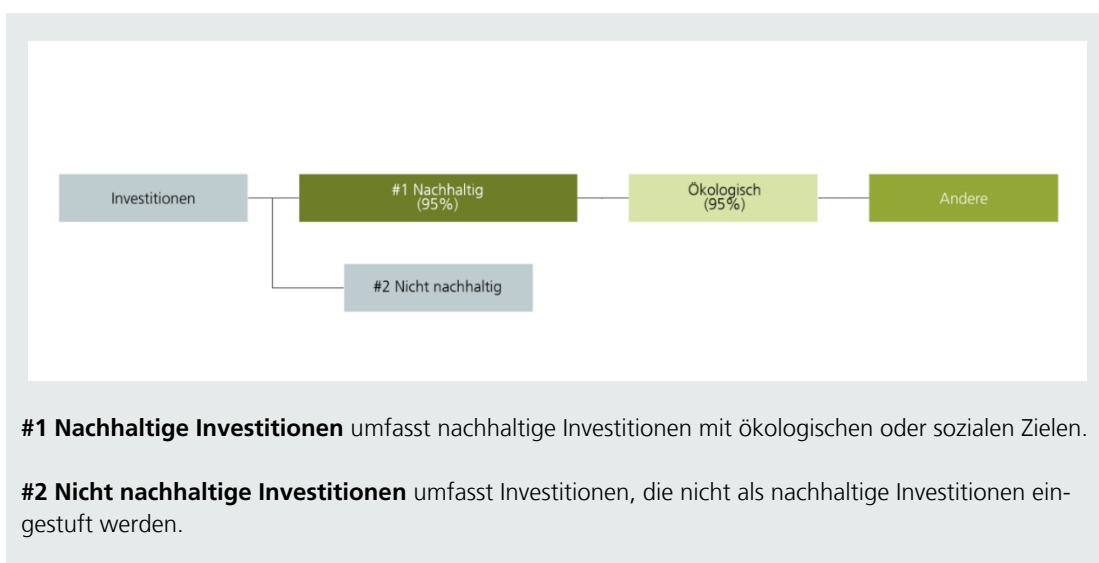 Investitionen
#1 Nachhaltig
(95%)
Ökologisch
(95%)
Andere
#2 Nicht nachhaltig
#1 Nachhaltige Investitionen umfasst nachhaltige Investitionen mit ökologischen oder sozialen Zielen.
#2 Nicht nachhaltige Investitionen umfasst Investitionen, die nicht als nachhaltige Investitionen ein-
gestuft werden.